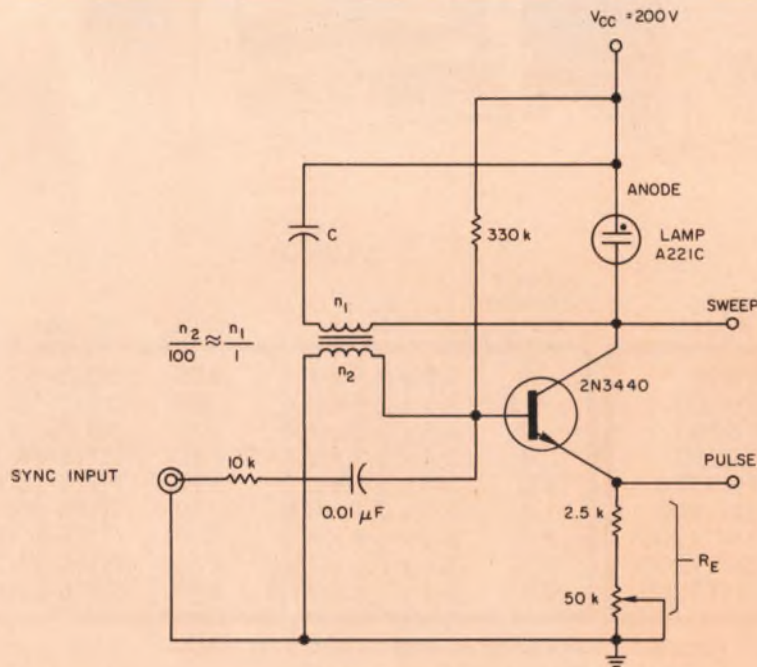 VCC = 200 V
ANODE
LAMP
A221C
330 k
C
n1
n2/100 ≈ n1/1
n2
SWEEP
2N3440
SYNC INPUT
10 k
0.01 μF
PULSE
2.5 k
RE
50 k